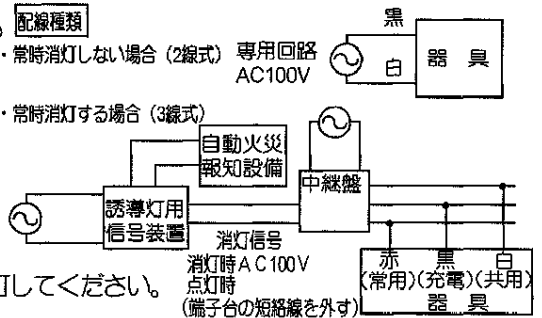 配線種類
・常時消灯しない場合（2線式）
専用回路
AC100V
黒
白
器 具
・常時消灯する場合（3線式）
自動火災
報知設備
中継盤
誘導灯用
信号装置
消灯信号
消灯時AC100V
点灯時
(端子台の短絡線を外す)
赤 黒 白
(常用)(充電)(共用)
器 具
灯してください。